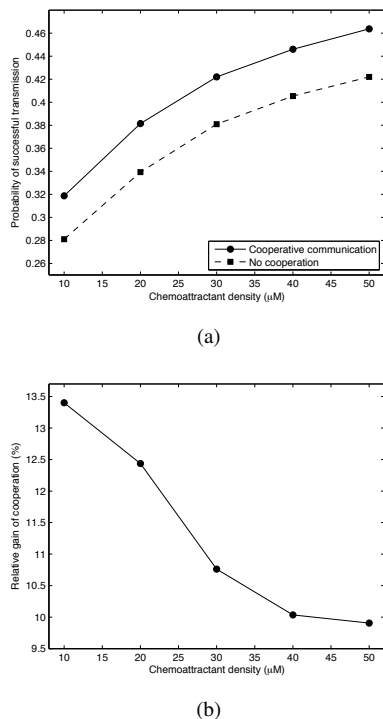 0.46
0.44
0.42
0.4
0.38
0.36
0.34
0.32
0.3
0.28
0.26
Probability of successful transmission
Cooperative communication
No cooperation
10 15 20 25 30 35 40 45 50
Chemoattractant density (μM)
(a)
13.5
13
12.5
12
11.5
11
10.5
10
9.5
Relative gain of cooperation (%)
10 15 20 25 30 35 40 45 50
Chemoattractant density (μM)
(b)